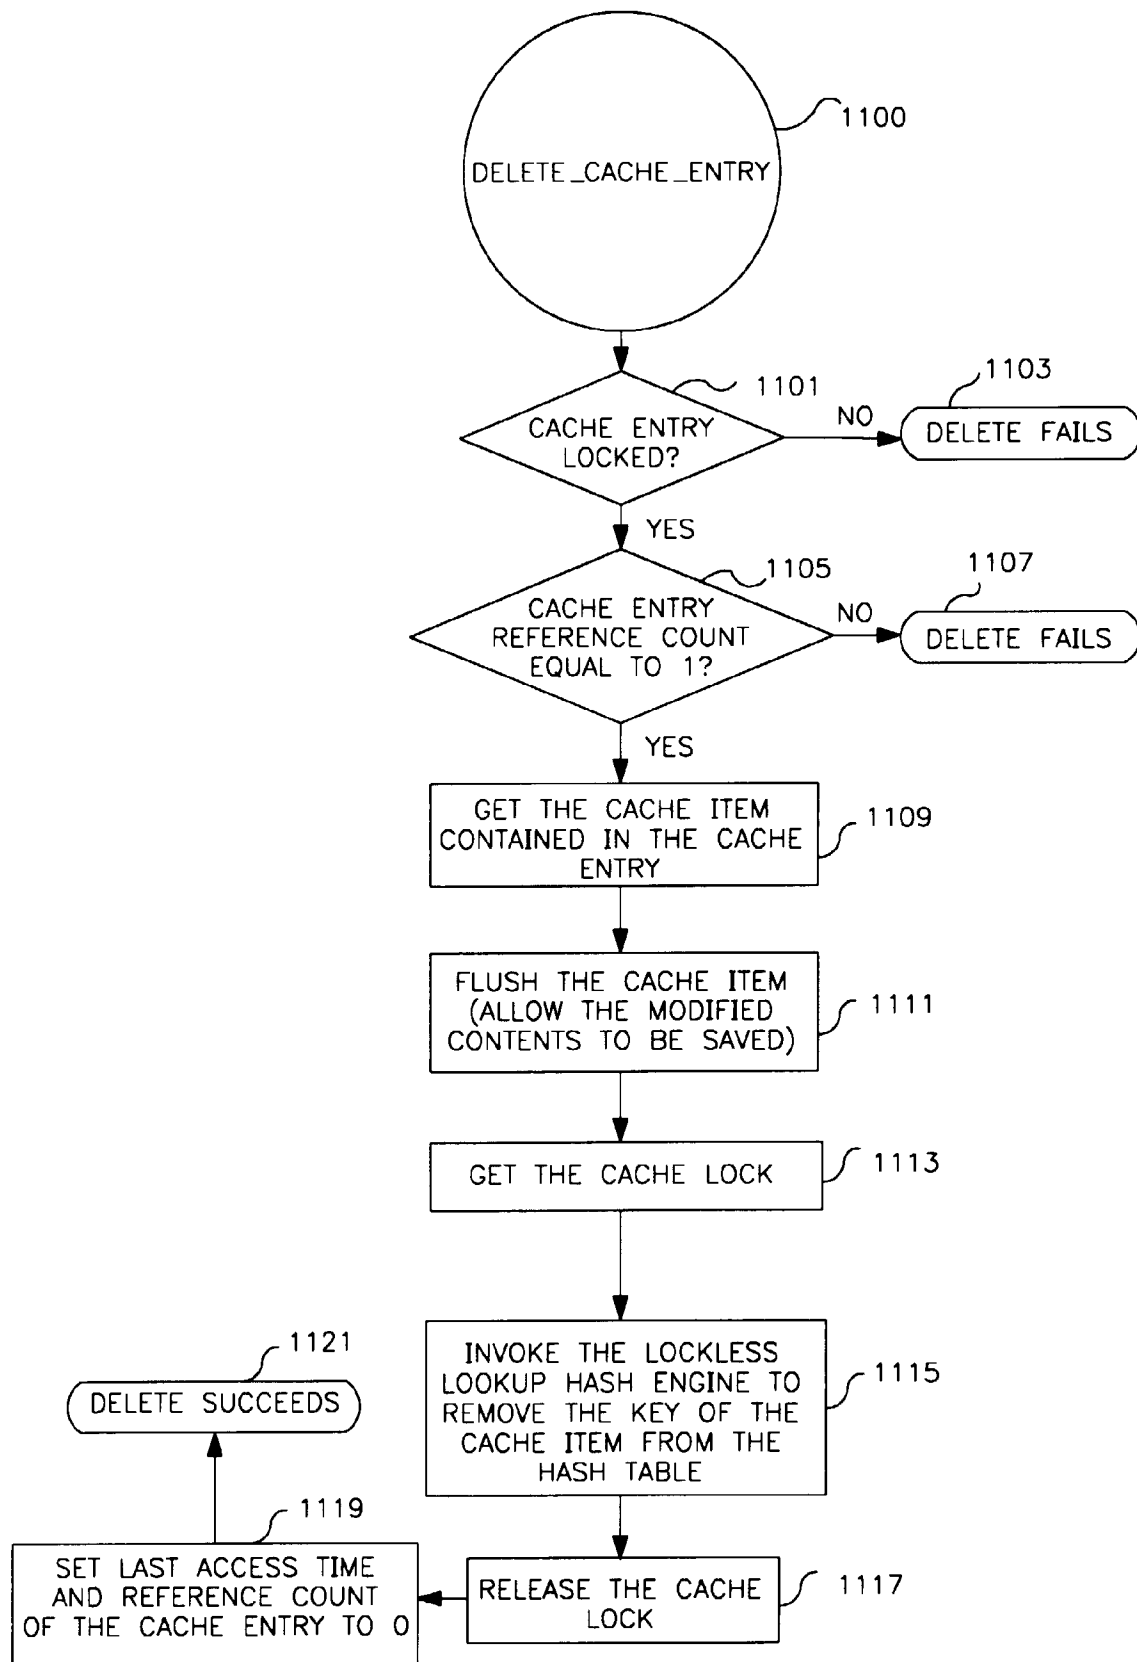 1100
DELETE_CACHE_ENTRY
1101
CACHE ENTRY
LOCKED?
NO
1103
DELETE FAILS
YES
1105
CACHE ENTRY
REFERENCE COUNT
EQUAL TO 1?
NO
1107
DELETE FAILS
YES
GET THE CACHE ITEM
CONTAINED IN THE CACHE
ENTRY
1109
FLUSH THE CACHE ITEM
(ALLOW THE MODIFIED
CONTENTS TO BE SAVED)
1111
GET THE CACHE LOCK
1113
INVOKE THE LOCKLESS
LOOKUP HASH ENGINE TO
REMOVE THE KEY OF THE
CACHE ITEM FROM THE
HASH TABLE
1115
RELEASE THE CACHE
LOCK
1117
1119
SET LAST ACCESS TIME
AND REFERENCE COUNT
OF THE CACHE ENTRY TO 0
1121
DELETE SUCCEEDS